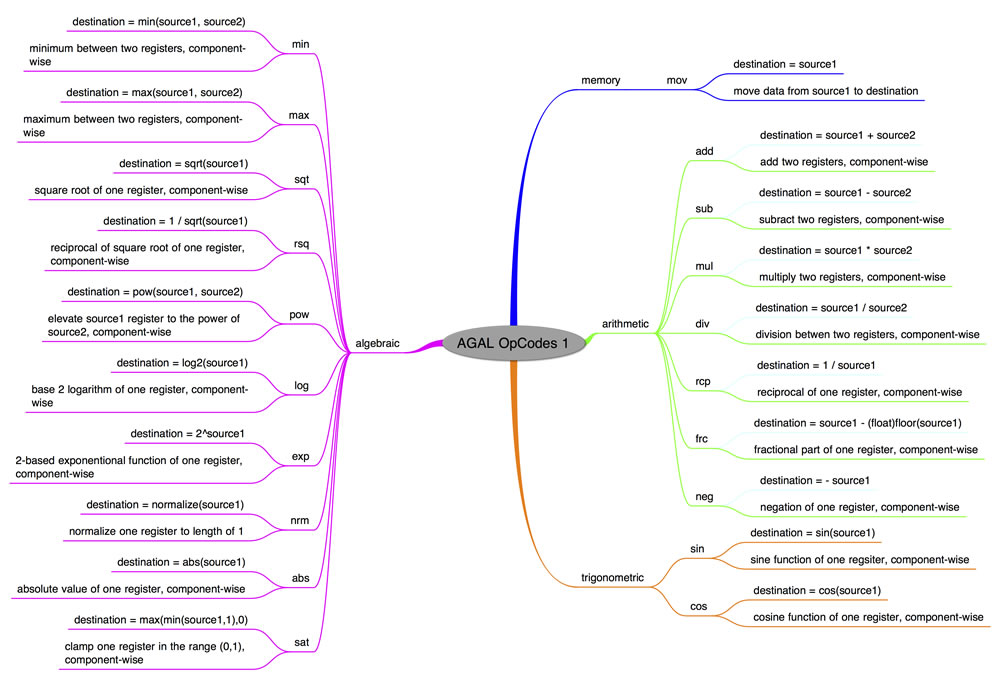 AGAL OpCodes 1
algebraic
min
destination = min(source1, source2)
minimum between two registers, component-
wise
max
destination = max(source1, source2)
maximum between two registers, component-
wise
sqt
destination = sqrt(source1)
square root of one register, component-wise
rsq
destination = 1 / sqrt(source1)
reciprocal of square root of one register,
component-wise
pow
destination = pow(source1, source2)
elevate source1 register to the power of
source2, component-wise
log
destination = log2(source1)
base 2 logarithm of one register, component-
wise
exp
destination = 2^source1
2-based exponentional function of one register,
component-wise
nrm
destination = normalize(source1)
normalize one register to length of 1
abs
destination = abs(source1)
absolute value of one register, component-wise
sat
destination = max(min(source1,1),0)
clamp one register in the range (0,1),
component-wise
memory
mov
destination = source1
move data from source1 to destination
arithmetic
add
destination = source1 + source2
add two registers, component-wise
sub
destination = source1 - source2
subract two registers, component-wise
mul
destination = source1 * source2
multiply two registers, component-wise
div
destination = source1 / source2
division betwen two registers, component-wise
rcp
destination = 1 / source1
reciprocal of one register, component-wise
frc
destination = source1 - (float)floor(source1)
fractional part of one register, component-wise
neg
destination = - source1
negation of one register, component-wise
trigonometric
sin
destination = sin(source1)
sine function of one regsiter, component-wise
cos
destination = cos(source1)
cosine function of one register, component-wise